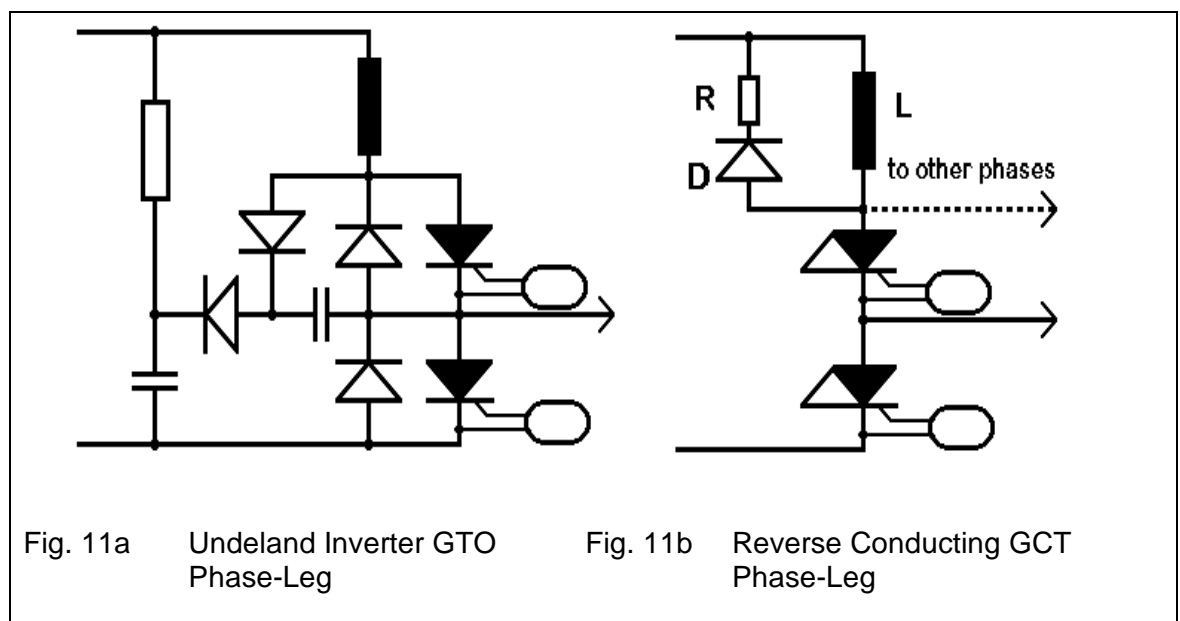 R
L
D
to other phases
Fig. 11a Undeland Inverter GTO
Phase-Leg
Fig. 11b Reverse Conducting GCT
Phase-Leg